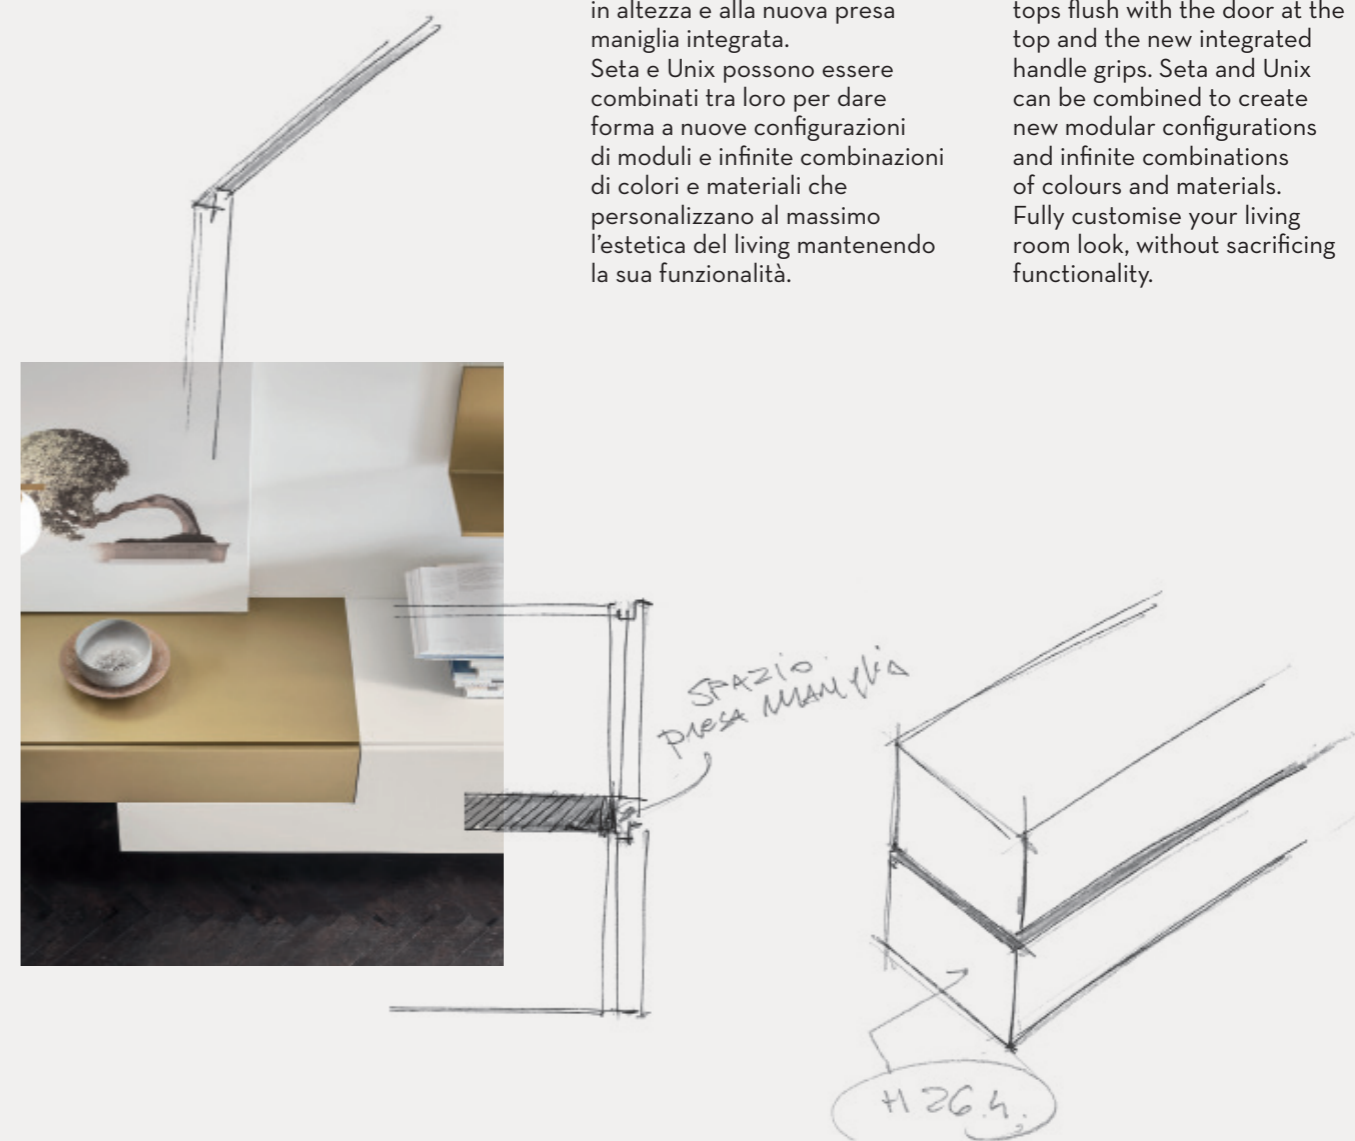 in altezza e alla nuova presa
maniglia integrata.
Seta e Unix possono essere
combinati tra loro per dare
forma a nuove configurazioni
di moduli e infinite combinazioni
di colori e materiali che
personalizzano al massimo
l’estetica del living mantenendo
la sua funzionalità.
tops flush with the door at the
top and the new integrated
handle grips. Seta and Unix
can be combined to create
new modular configurations
and infinite combinations
of colours and materials.
Fully customise your living
room look, without sacrificing
functionality.
SPAZIO
presa maniglia
H 26.4.